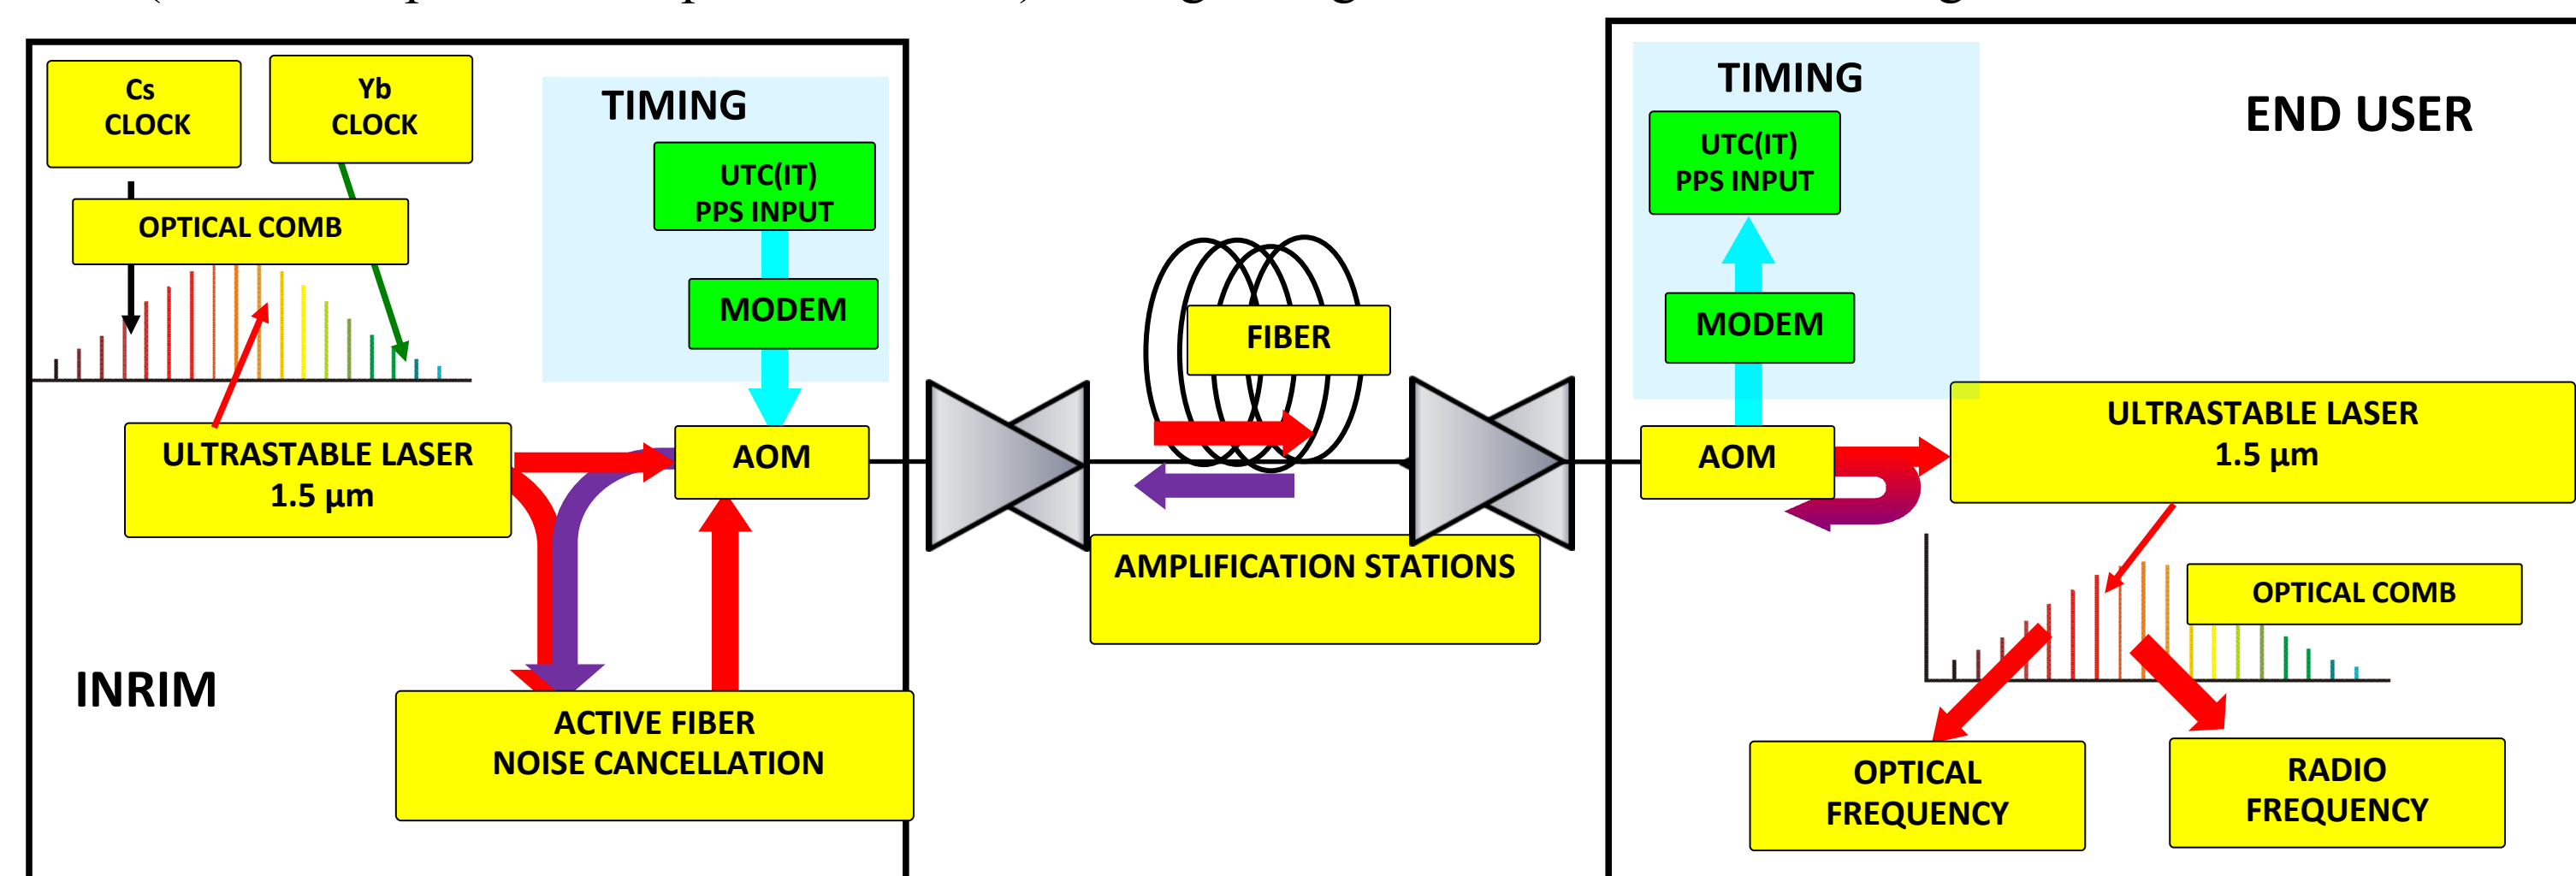 Cs
CLOCK
Yb
CLOCK
OPTICAL COMB
TIMING
UTC(IT)
PPS INPUT
MODEM
ULTRASTABLE LASER
1.5 µm
AOM
INRIM
ACTIVE FIBER
NOISE CANCELLATION
FIBER
AMPLIFICATION STATIONS
TIMING
UTC(IT)
PPS INPUT
MODEM
AOM
END USER
ULTRASTABLE LASER
1.5 µm
OPTICAL COMB
OPTICAL
FREQUENCY
RADIO
FREQUENCY